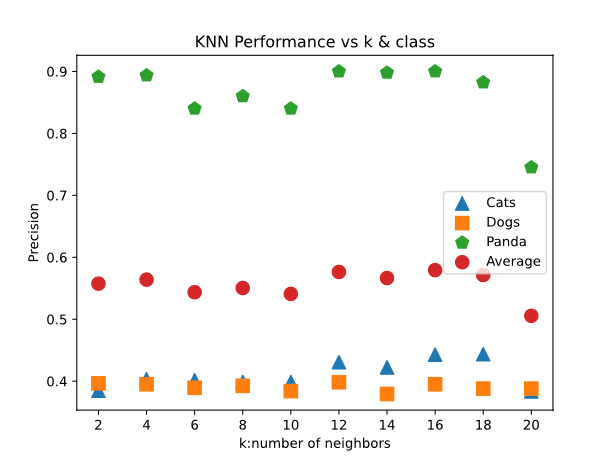 KNN Performance vs k & class
0.9
0.8
0.7
0.6
0.5
0.4
Precision
Cats
Dogs
Panda
Average
2 4 6 8 10 12 14 16 18 20
k:number of neighbors